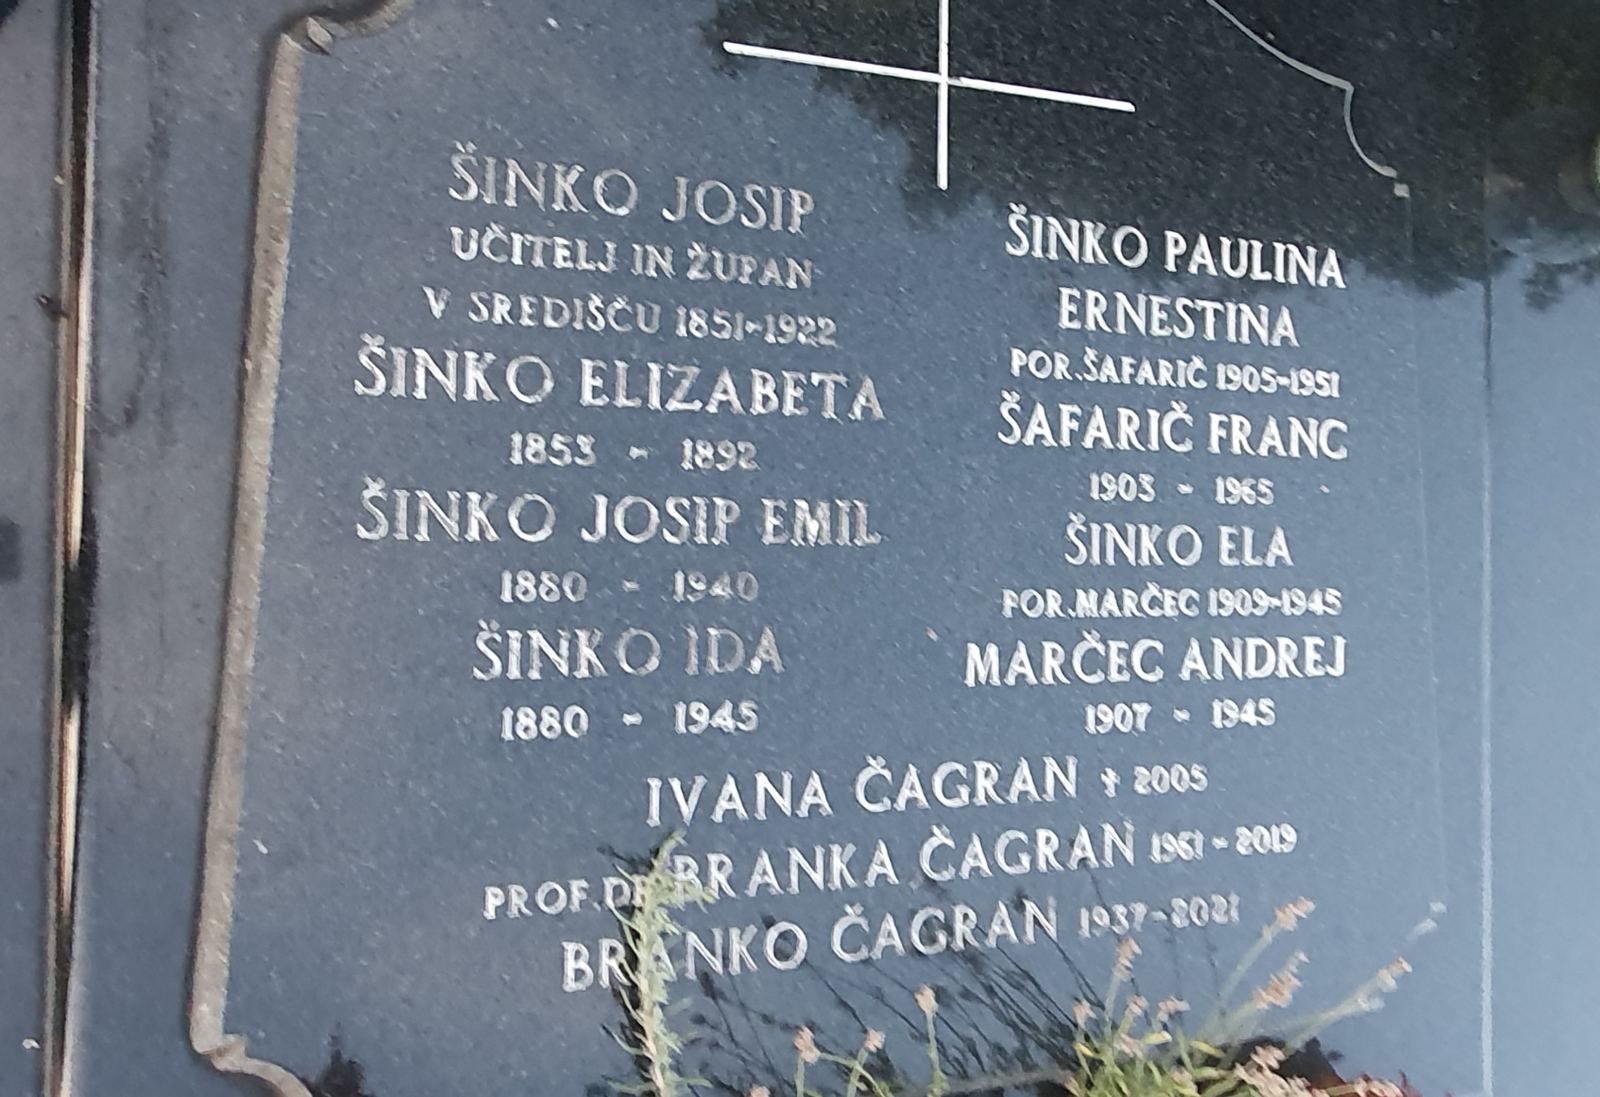 ŠINKO JOSIP
UČITELJ IN ŽUPAN
V SREDIŠČU 1851-1922
ŠINKO ELIZABETA
1853 - 1892
ŠINKO JOSIP EMIL
1880 - 1940
ŠINKO IDA
1880 - 1945
ŠINKO PAULINA
ERNESTINA
POR. ŠAFARIČ 1905-1951
ŠAFARIČ FRANC
1903 - 1965
ŠINKO ELA
POR. MARČEC 1909-1945
MARČEC ANDREJ
1907 - 1945
IVANA ČAGRAN † 2005
PROF. DR. BRANKA ČAGRAN 1961 - 2019
BRANKO ČAGRAN 1937-2021